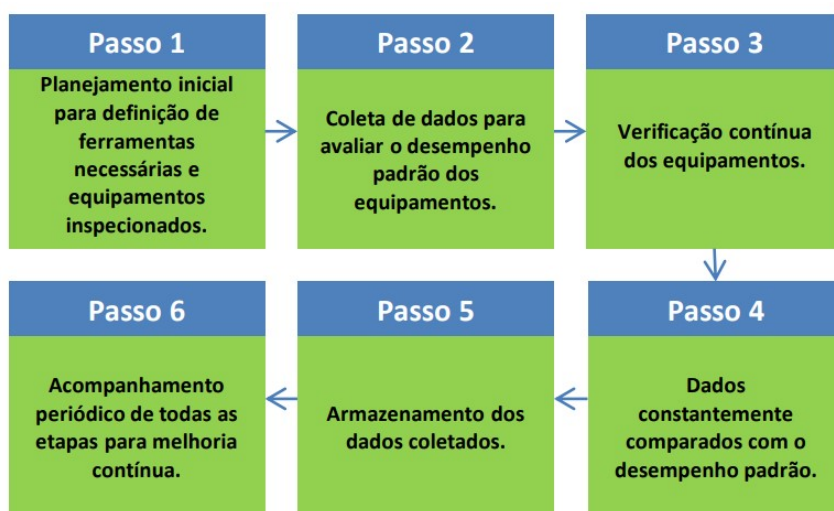 Passo 1
Planejamento inicial
para definição de
ferramentas
necessárias e
equipamentos
inspecionados.
Passo 2
Coleta de dados para
avaliar o desempenho
padrão dos
equipamentos.
Passo 3
Verificação contínua
dos equipamentos.
Passo 4
Dados
constantemente
comparados com o
desempenho padrão.
Passo 5
Armazenamento dos
dados coletados.
Passo 6
Acompanhamento
periódico de todas as
etapas para melhoria
contínua.